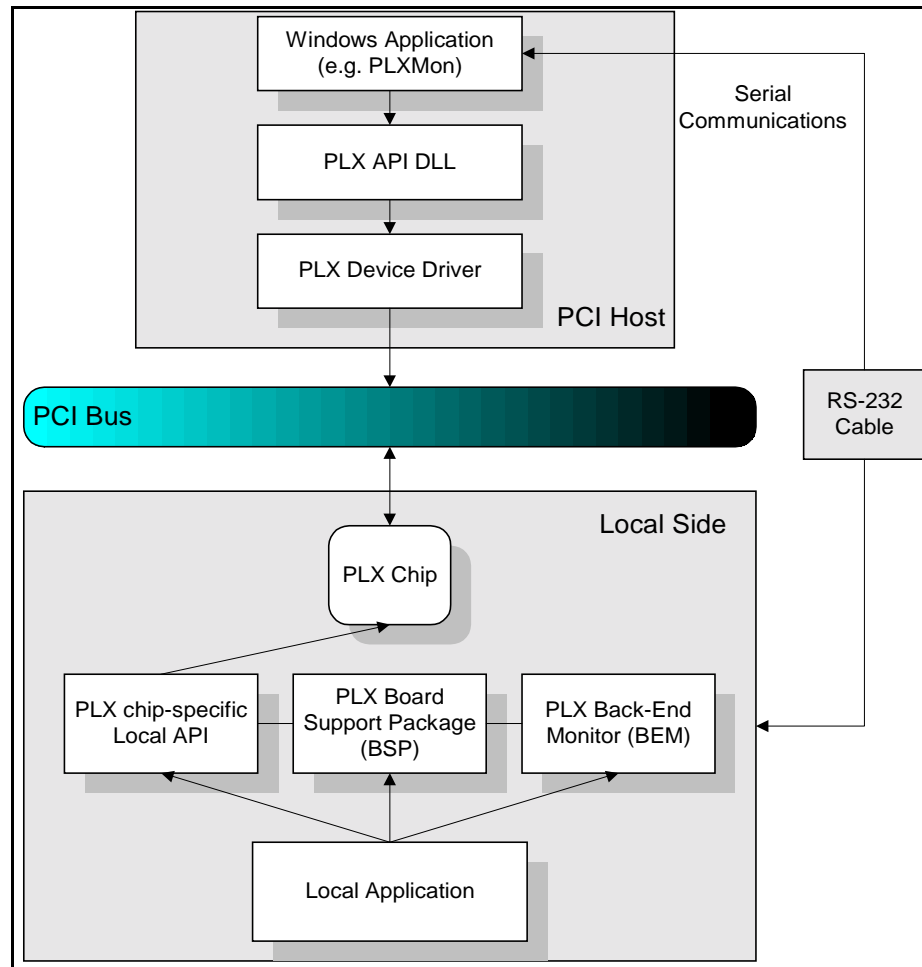 Windows Application
(e.g. PLXMon)
Serial
Communications
PLX API DLL
PLX Device Driver
PCI Host
PCI Bus
RS-232
Cable
Local Side
PLX Chip
PLX chip-specific
Local API
PLX Board
Support Package
(BSP)
PLX Back-End
Monitor (BEM)
Local Application